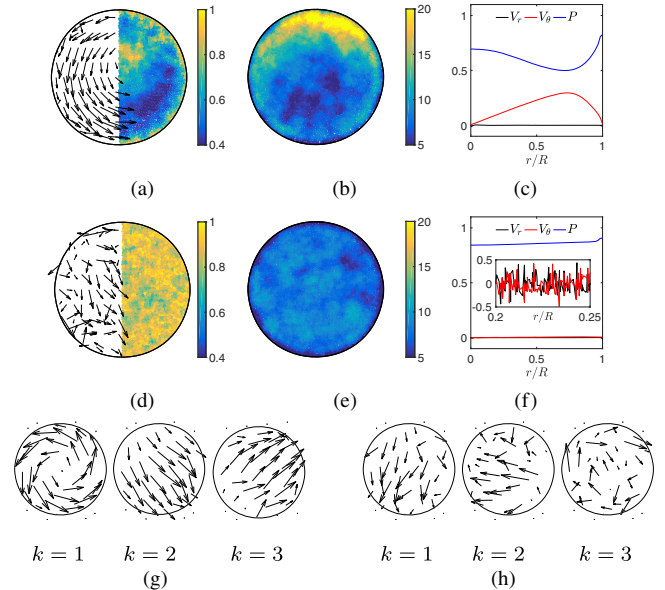 1
0.8
0.6
0.4
20
15
10
5
1
0.5
0
V_r V_θ P
0 0.5 1
r/R
(a) (b) (c)
1
0.8
0.6
0.4
20
15
10
5
1
0.5
0
V_r V_θ P
0.5
0
-0.5
0.2 0.25
r/R
0 0.5 1
r/R
(d) (e) (f)
k = 1 k = 2 k = 3 k = 1 k = 2 k = 3
(g) (h)